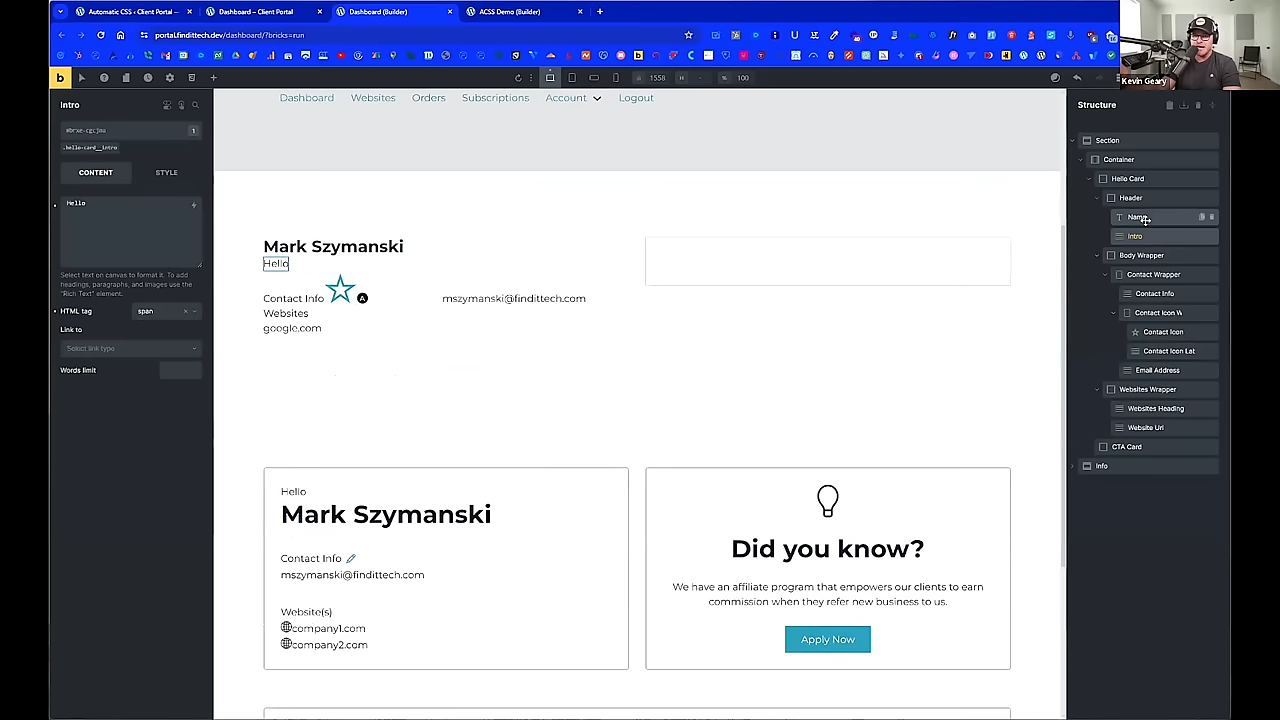 Automatic CSS ‹ Client Portal —
Dashboard – Client Portal
Dashboard (Builder)
ACSS Demo (Builder)
portal.findittech.dev/dashboard/?bricks=run
Kevin Geary
b
1558
H
-
%
100
Intro
#brxe-cgcjmu
1
.hello-card__intro
CONTENT
STYLE
Hello
Select text on canvas to format it. To add
headings, paragraphs, and images use the
"Rich Text" element.
HTML tag
span
Link to
Select link type
Words limit
Dashboard
Websites
Orders
Subscriptions
Account
Logout
Mark Szymanski
Hello
Contact Info
A
mszymanski@findittech.com
Websites
google.com
Hello
Mark Szymanski
Contact Info
mszymanski@findittech.com
Website(s)
company1.com
company2.com
Did you know?
We have an affiliate program that empowers our clients to earn
commission when they refer new business to us.
Apply Now
Structure
Section
Container
Hello Card
Header
Name
Intro
Body Wrapper
Contact Wrapper
Contact Info
Contact Icon W
Contact Icon
Contact Icon Lat
Email Address
Websites Wrapper
Websites Heading
Website Url
CTA Card
Info